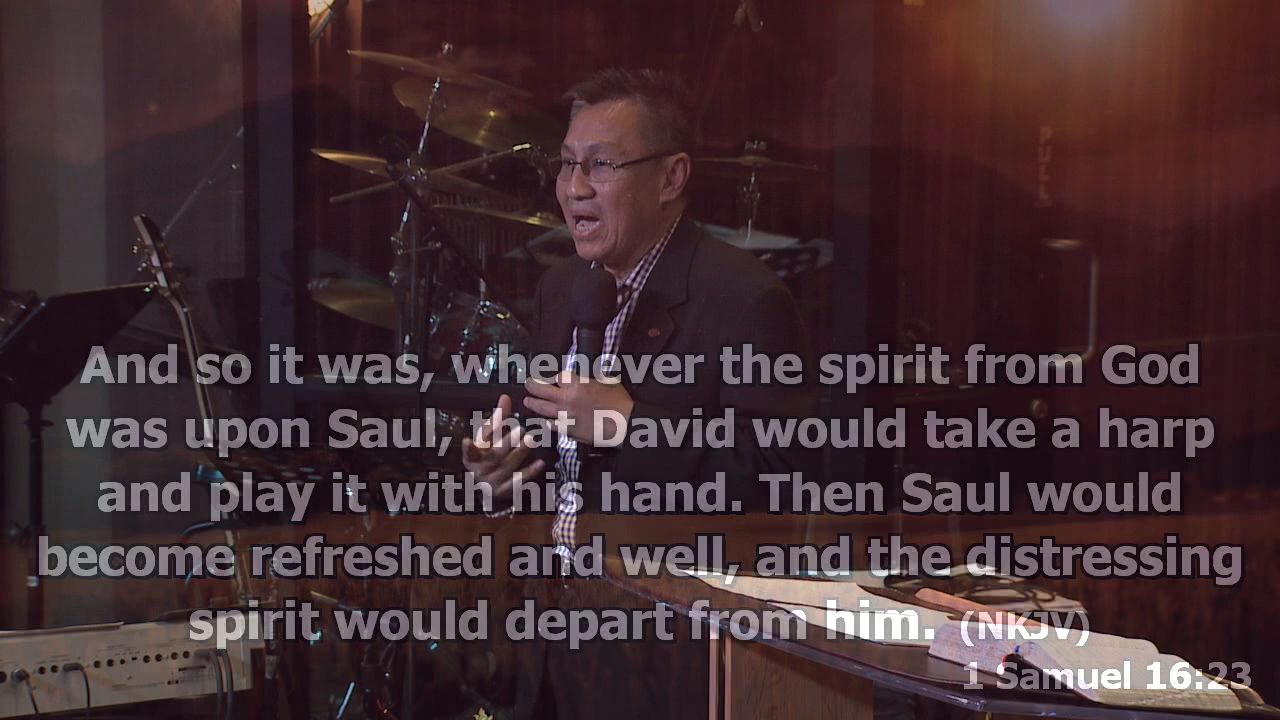 And so it was, whenever the spirit from God
was upon Saul, that David would take a harp
and play it with his hand. Then Saul would
become refreshed and well, and the distressing
spirit would depart from him. (NKJV)
1 Samuel 16:23